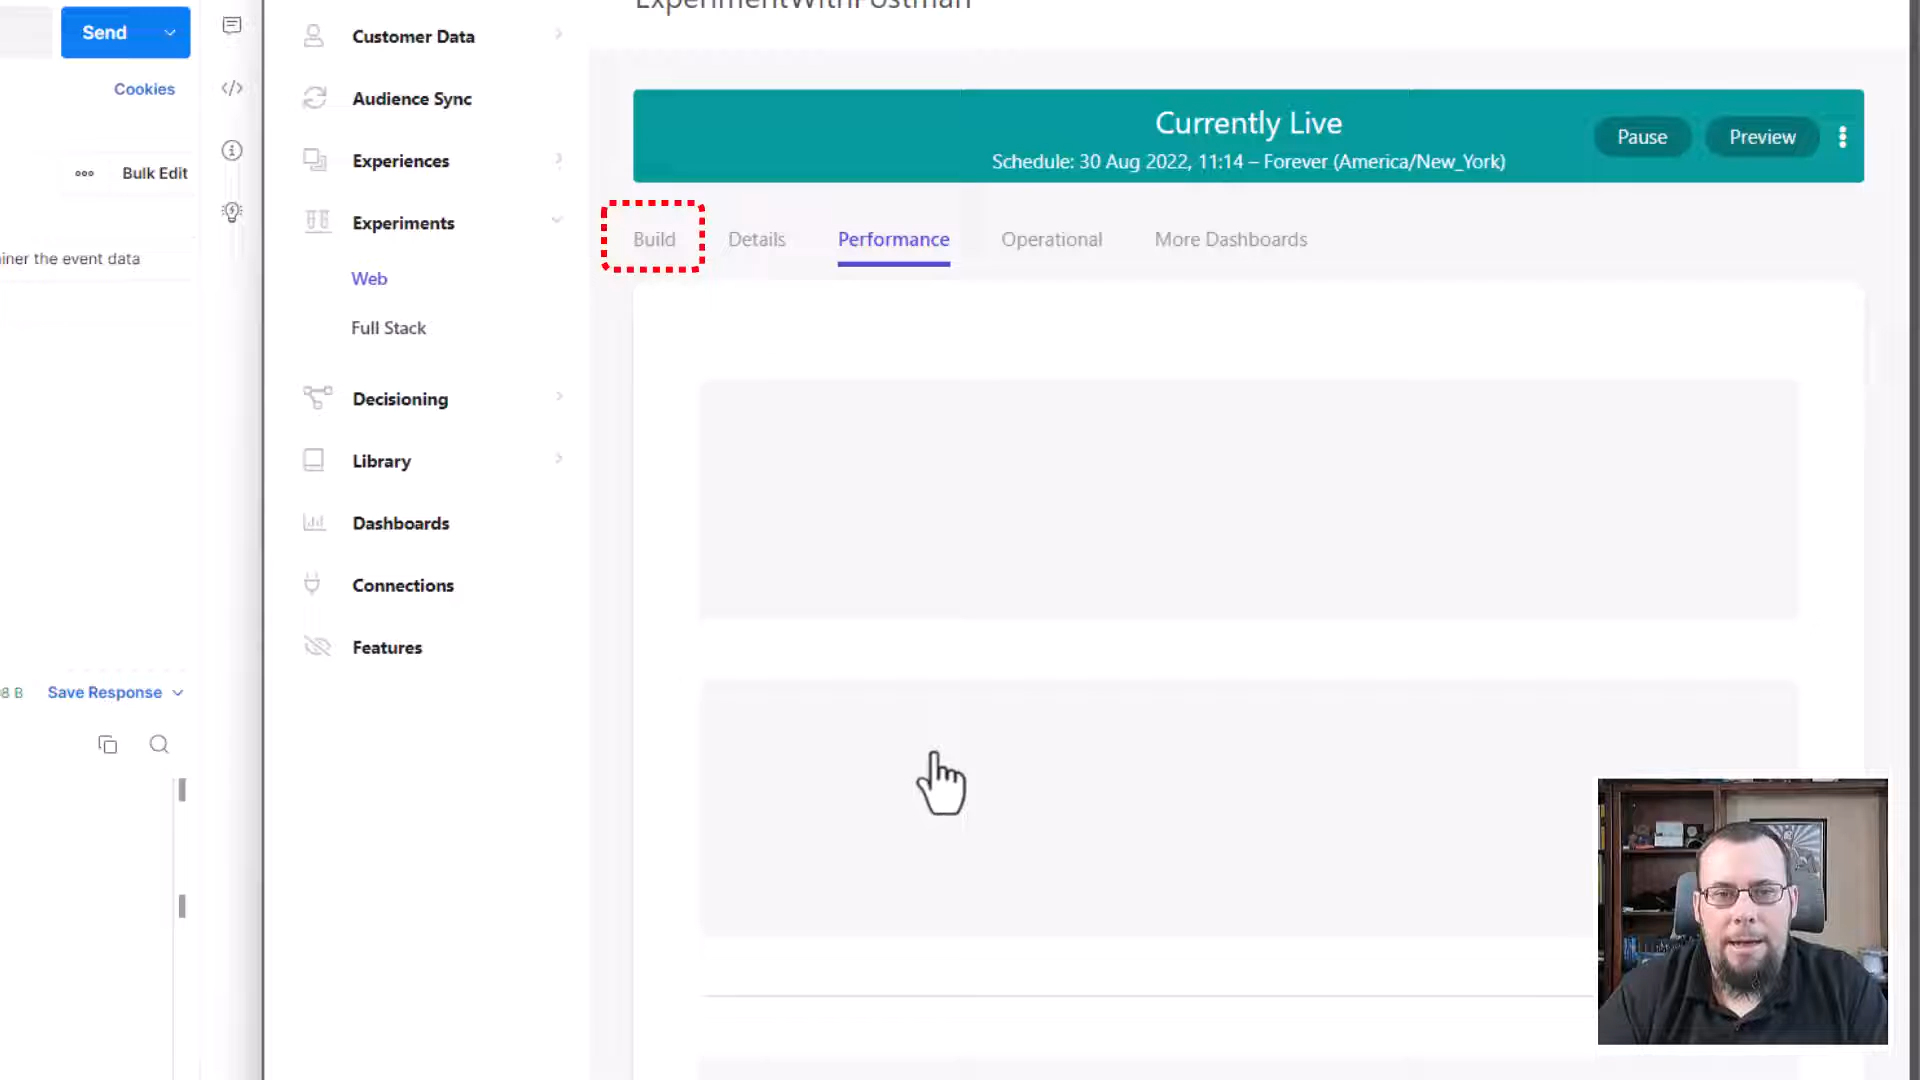 Send
Cookies
Bulk Edit
iner the event data
8 B
Save Response
ExperimentWithPostman
Customer Data
Audience Sync
Experiences
Experiments
Web
Full Stack
Decisioning
Library
Dashboards
Connections
Features
Currently Live
Schedule: 30 Aug 2022, 11:14 – Forever (America/New_York)
Pause
Preview
Build
Details
Performance
Operational
More Dashboards